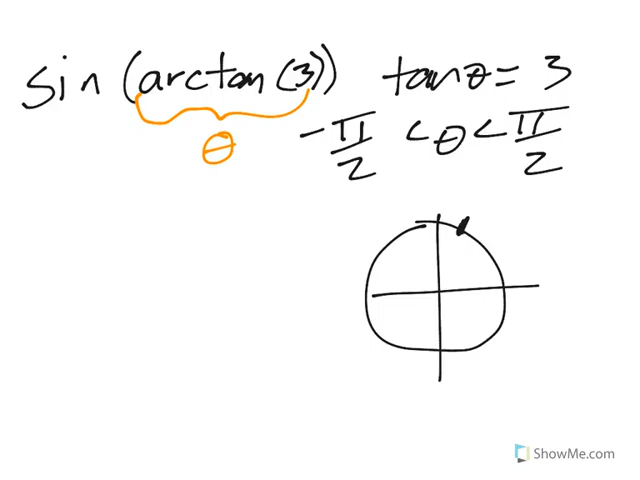 sin (arctan (3)) tanθ = 3
θ -π/2 < θ < π/2
ShowMe.com